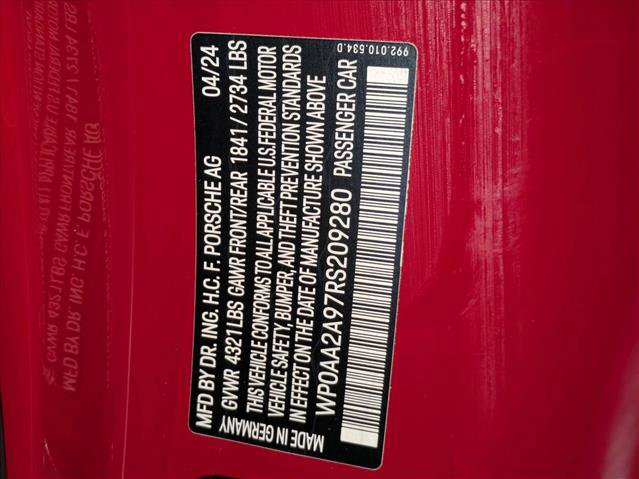 MFD BY DR. ING. H.C. F. PORSCHE AG 04/24
GVWR 4321LBS GAWR FRONT/REAR 1841/2734 LBS
THIS VEHICLE CONFORMS TO ALL APPLICABLE U.S.FEDERAL MOTOR
VEHICLE SAFETY, BUMPER, AND THEFT PREVENTION STANDARDS
IN EFFECT ON THE DATE OF MANUFACTURE SHOWN ABOVE
WP0AA2A97RS209280 PASSENGER CAR
MADE IN GERMANY
992.010.534.D